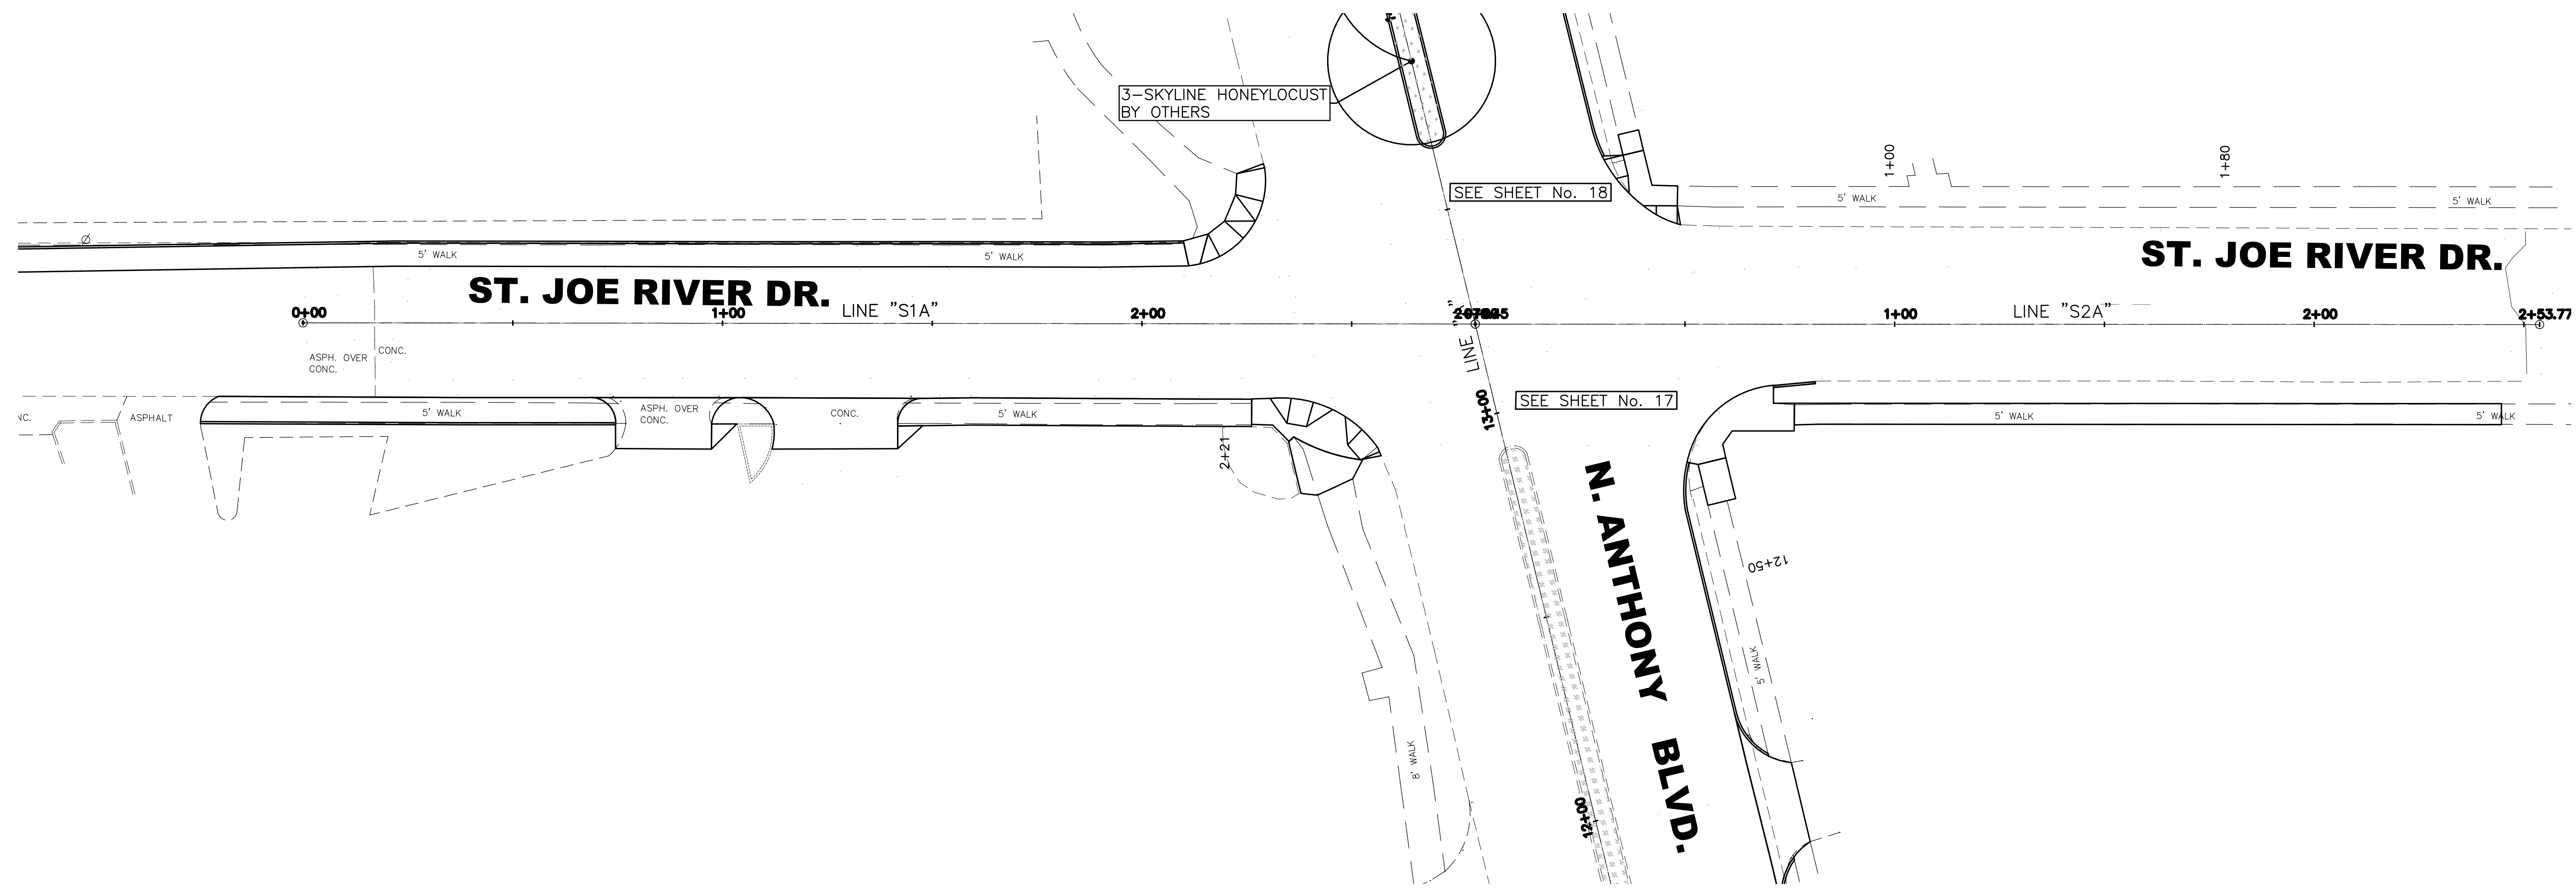 3-SKYLINE HONEYLOCUST
BY OTHERS
SEE SHEET No. 18
1+00
1+80
5' WALK
5' WALK
5' WALK
5' WALK
ST. JOE RIVER DR.
ST. JOE RIVER DR.
0+00
1+00
LINE "S1A"
2+00
1+00
LINE "S2A"
2+00
2+53.77
LINE
ASPH. OVER
CONC.
CONC.
ASPHALT
5' WALK
ASPH. OVER
CONC.
CONC.
5' WALK
2+21
13+00
SEE SHEET No. 17
5' WALK
5' WALK
N. ANTHONY BLVD.
12+50
5' WALK
8' WALK
12+00